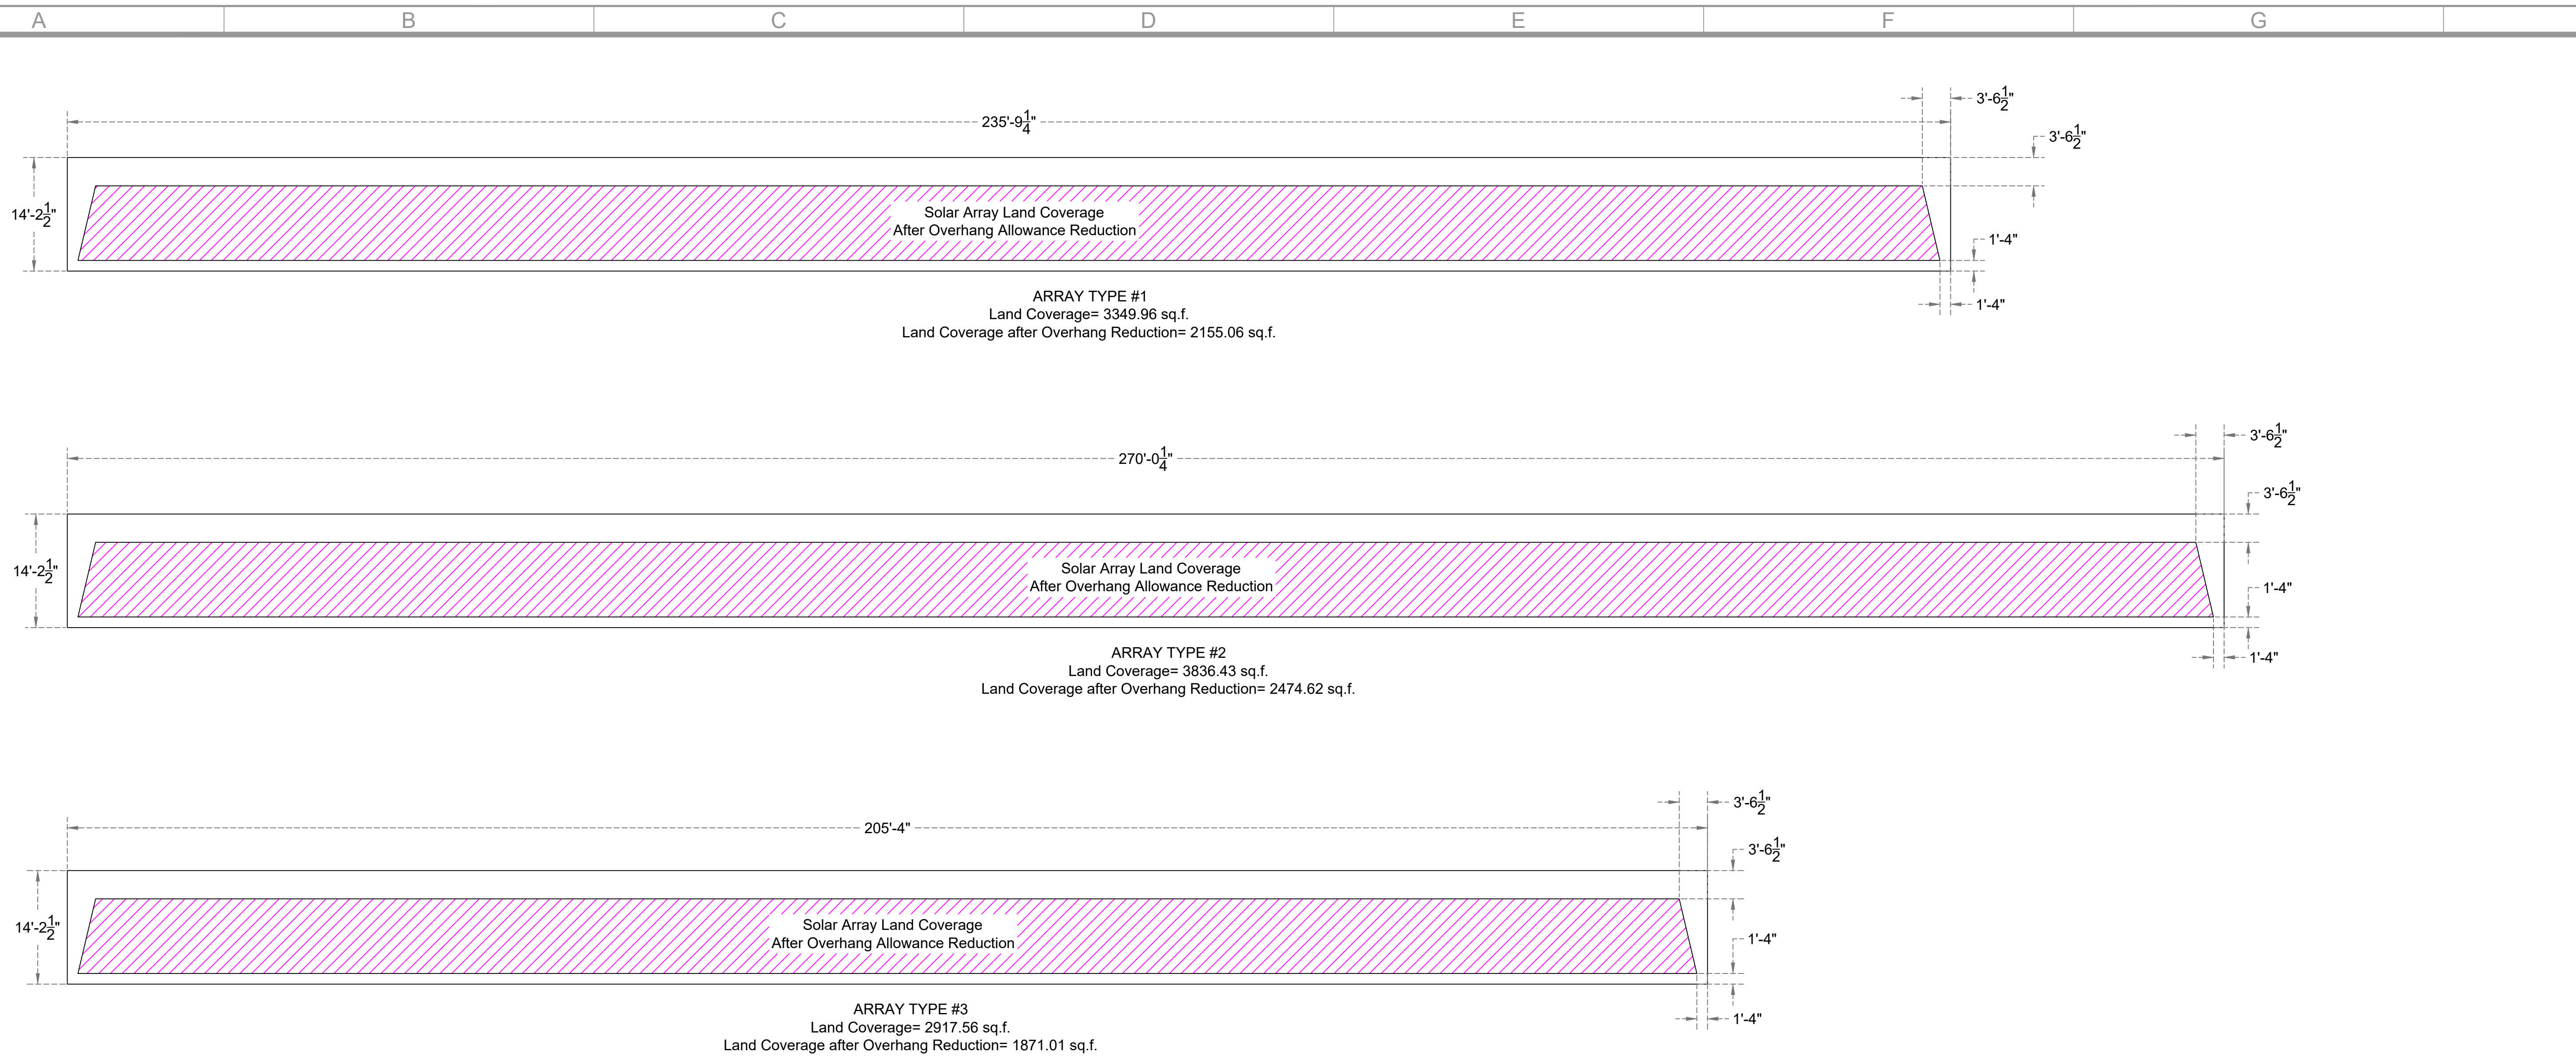 A B C D E F G
3'-6 1/2"
235'-9 1/4"
3'-6 1/2"
14'-2 1/2"
Solar Array Land Coverage
After Overhang Allowance Reduction
1'-4"
1'-4"
ARRAY TYPE #1
Land Coverage= 3349.96 sq.f.
Land Coverage after Overhang Reduction= 2155.06 sq.f.
3'-6 1/2"
270'-0 1/4"
3'-6 1/2"
14'-2 1/2"
Solar Array Land Coverage
After Overhang Allowance Reduction
1'-4"
1'-4"
ARRAY TYPE #2
Land Coverage= 3836.43 sq.f.
Land Coverage after Overhang Reduction= 2474.62 sq.f.
3'-6 1/2"
205'-4"
3'-6 1/2"
14'-2 1/2"
Solar Array Land Coverage
After Overhang Allowance Reduction
1'-4"
1'-4"
ARRAY TYPE #3
Land Coverage= 2917.56 sq.f.
Land Coverage after Overhang Reduction= 1871.01 sq.f.